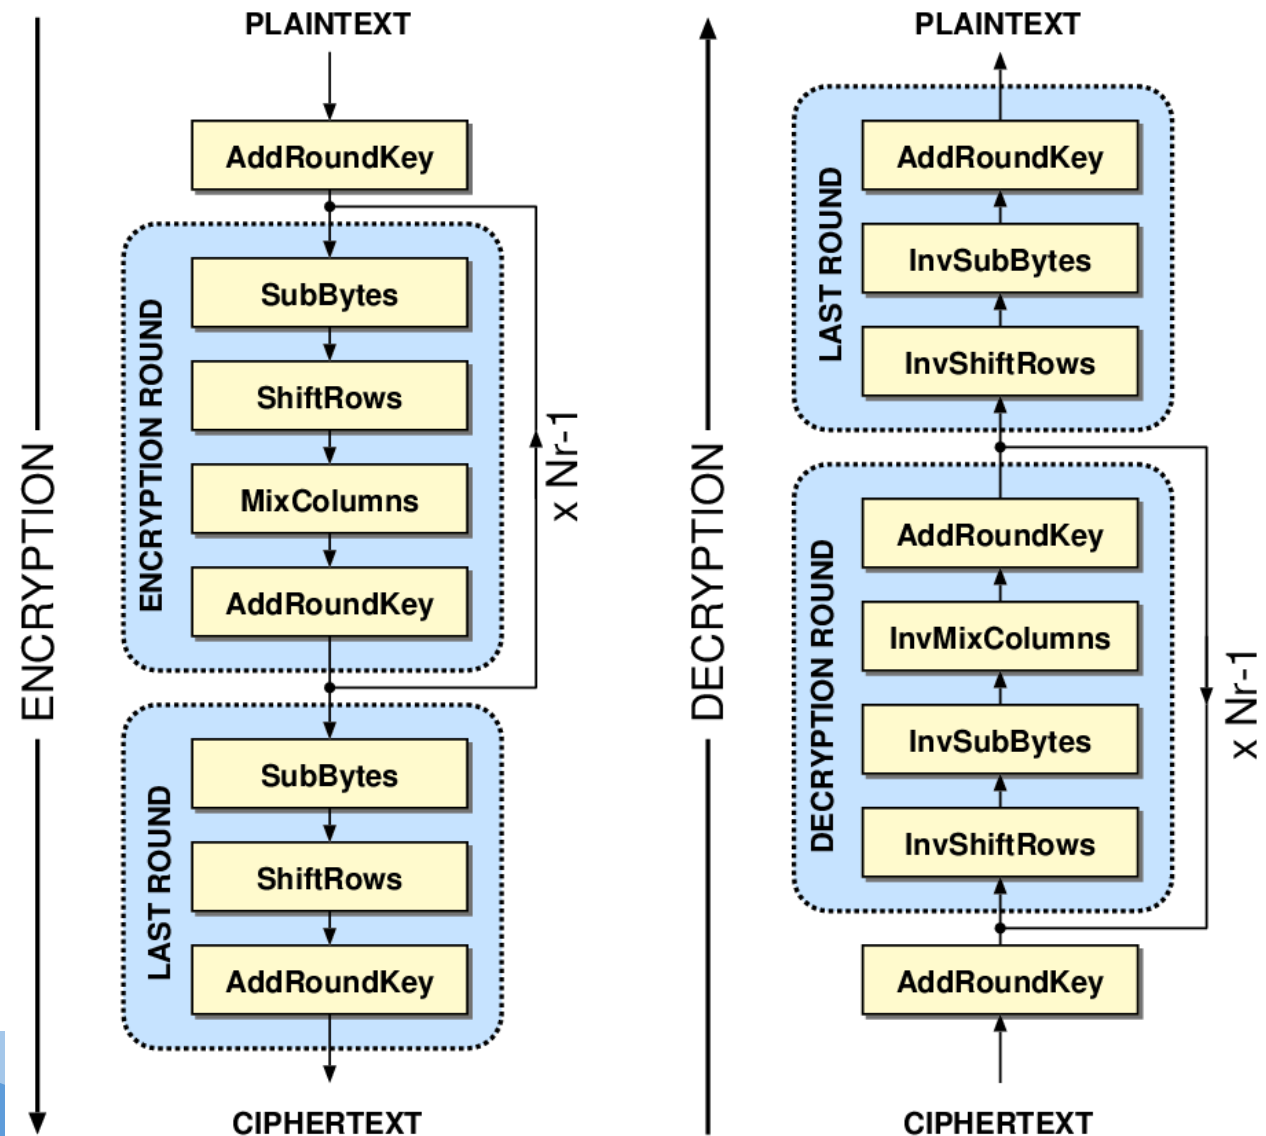 PLAINTEXT
AddRoundKey
ENCRYPTION ROUND
SubBytes
ShiftRows
MixColumns
AddRoundKey
x Nr-1
LAST ROUND
SubBytes
ShiftRows
AddRoundKey
CIPHERTEXT
ENCRYPTION
PLAINTEXT
LAST ROUND
AddRoundKey
InvSubBytes
InvShiftRows
DECRYPTION ROUND
AddRoundKey
InvMixColumns
InvSubBytes
InvShiftRows
x Nr-1
AddRoundKey
CIPHERTEXT
DECRYPTION